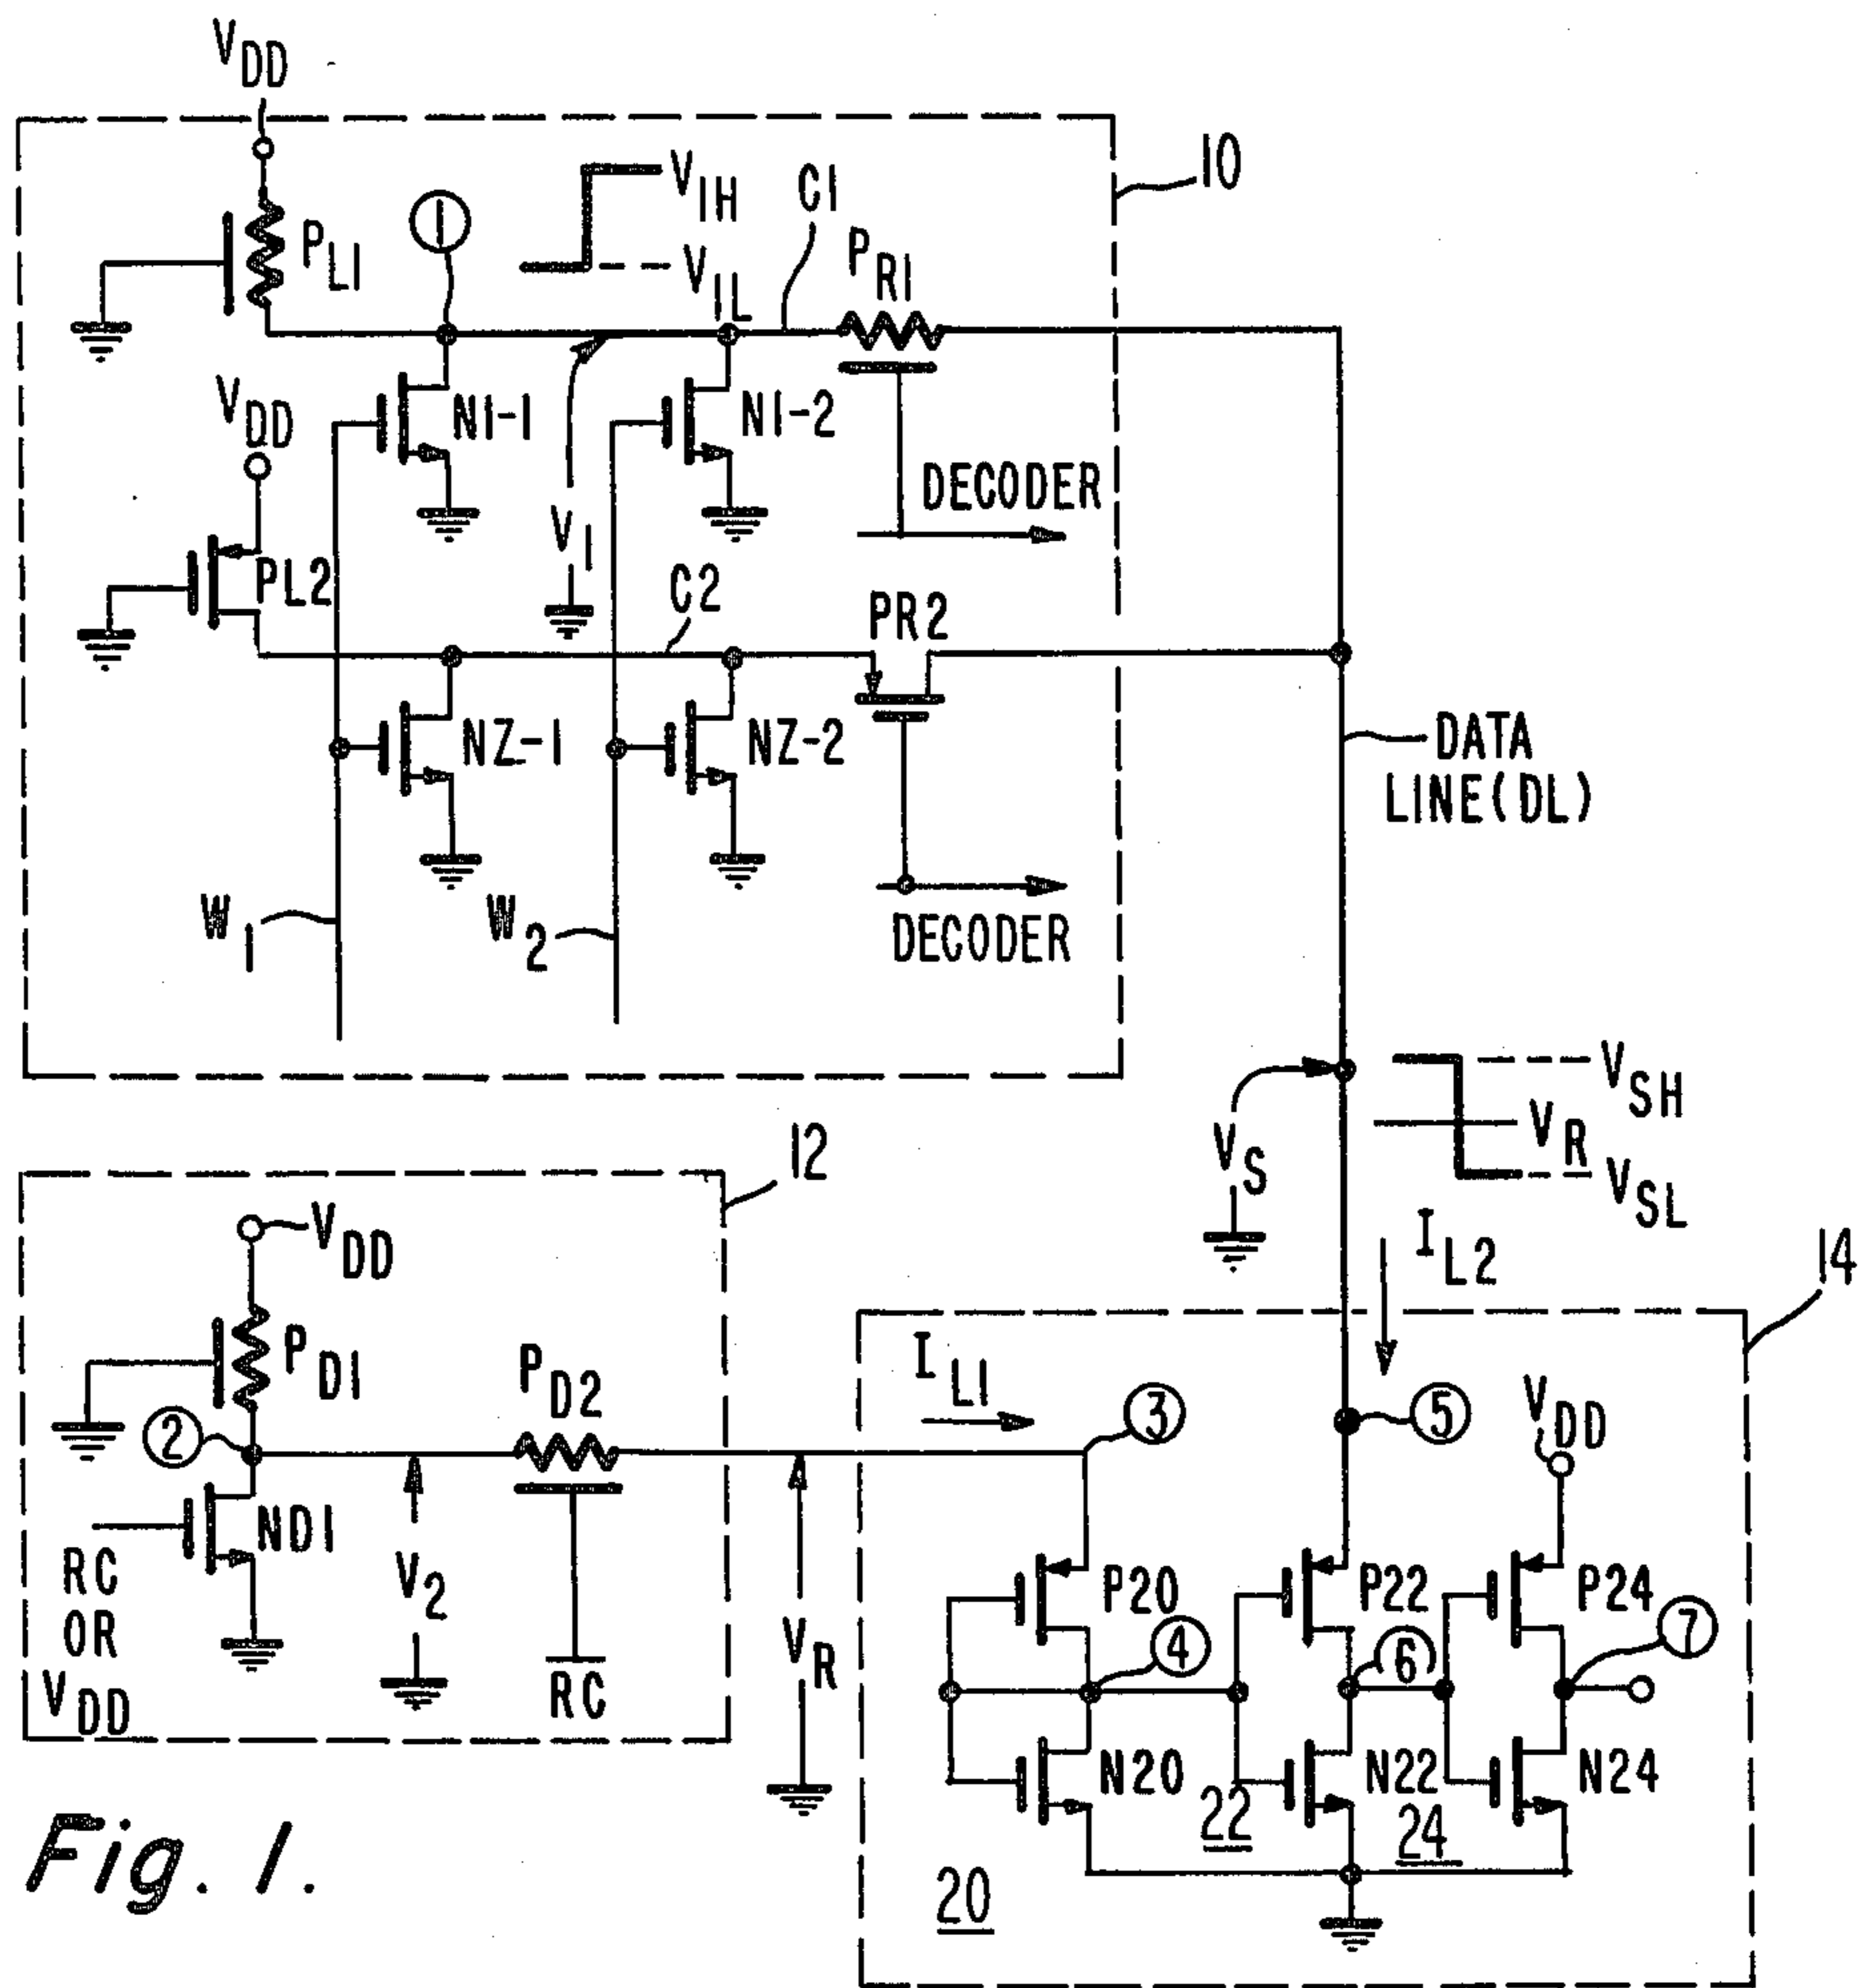 VDD
10
VIH
VIL
C1
PL1
1
PR1
VDD
N1-1
N1-2
DECODER
V1
PL2
C2
PR2
NZ-1
NZ-2
DATA
LINE(DL)
W1
W2
DECODER
VSH
VR
VSL
VS
12
VDD
IL2
14
PD1
PD2
IL1
3
5
VDD
2
ND1
RC
OR
VDD
V2
RC
VR
P20
P22
P24
4
6
7
N20
N22
N24
22
24
20
Fig. 1.